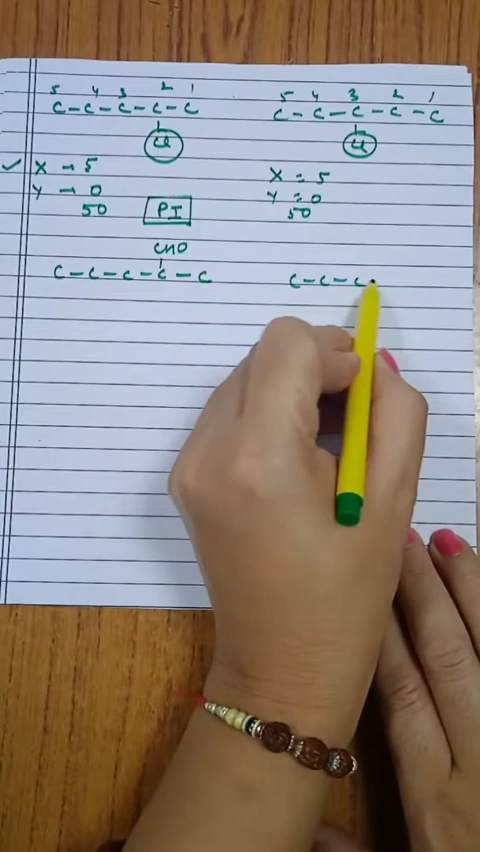 5 4 3 2 1
C-C-C-C-C
Cl
X → 5
Y → 0
50
PI
CHO
C-C-C-C-C
5 4 3 2 1
C-C-C-C-C
Cl
X = 5
Y = 0
50
C-C-C